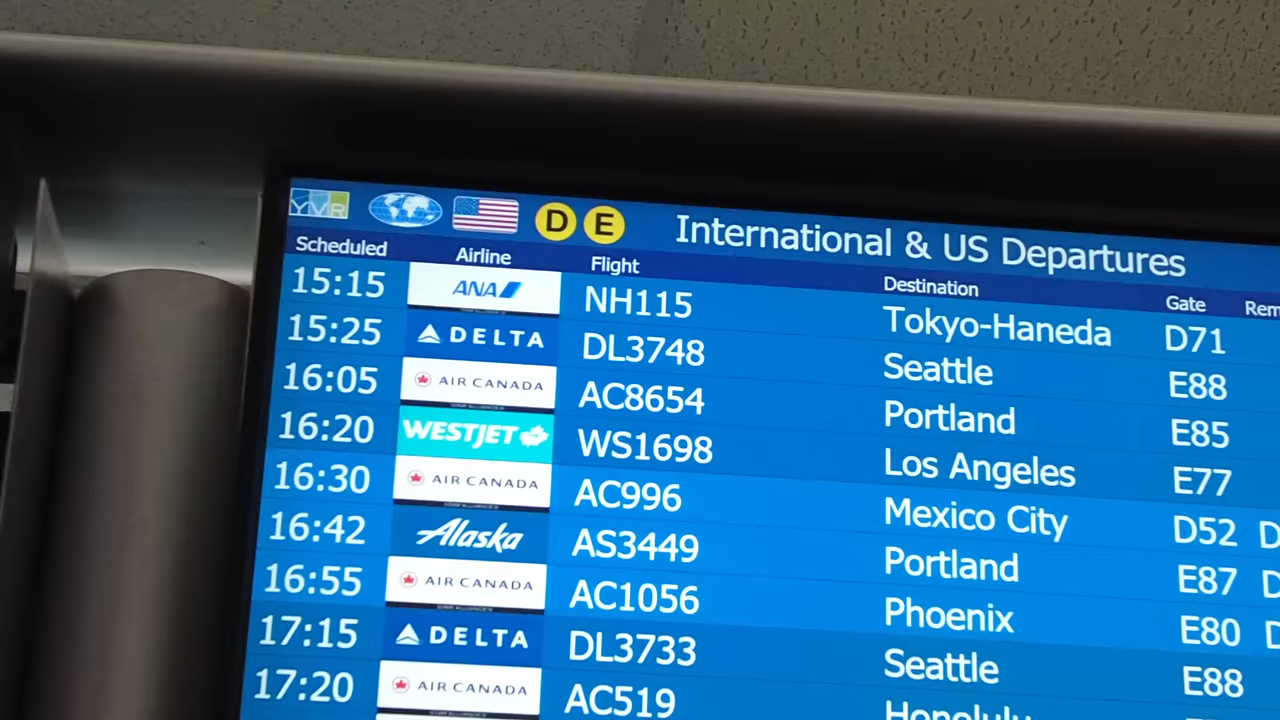 YVR D E International & US Departures
Scheduled Airline Flight Destination Gate Rem
15:15 ANA NH115 Tokyo-Haneda D71
15:25 DELTA DL3748 Seattle E88
16:05 AIR CANADA AC8654 Portland E85
16:20 WESTJET WS1698 Los Angeles E77
16:30 AIR CANADA AC996 Mexico City D52 D
16:42 Alaska AS3449 Portland E87 D
16:55 AIR CANADA AC1056 Phoenix E80 D
17:15 DELTA DL3733 Seattle E88
17:20 AIR CANADA AC519 Honolulu